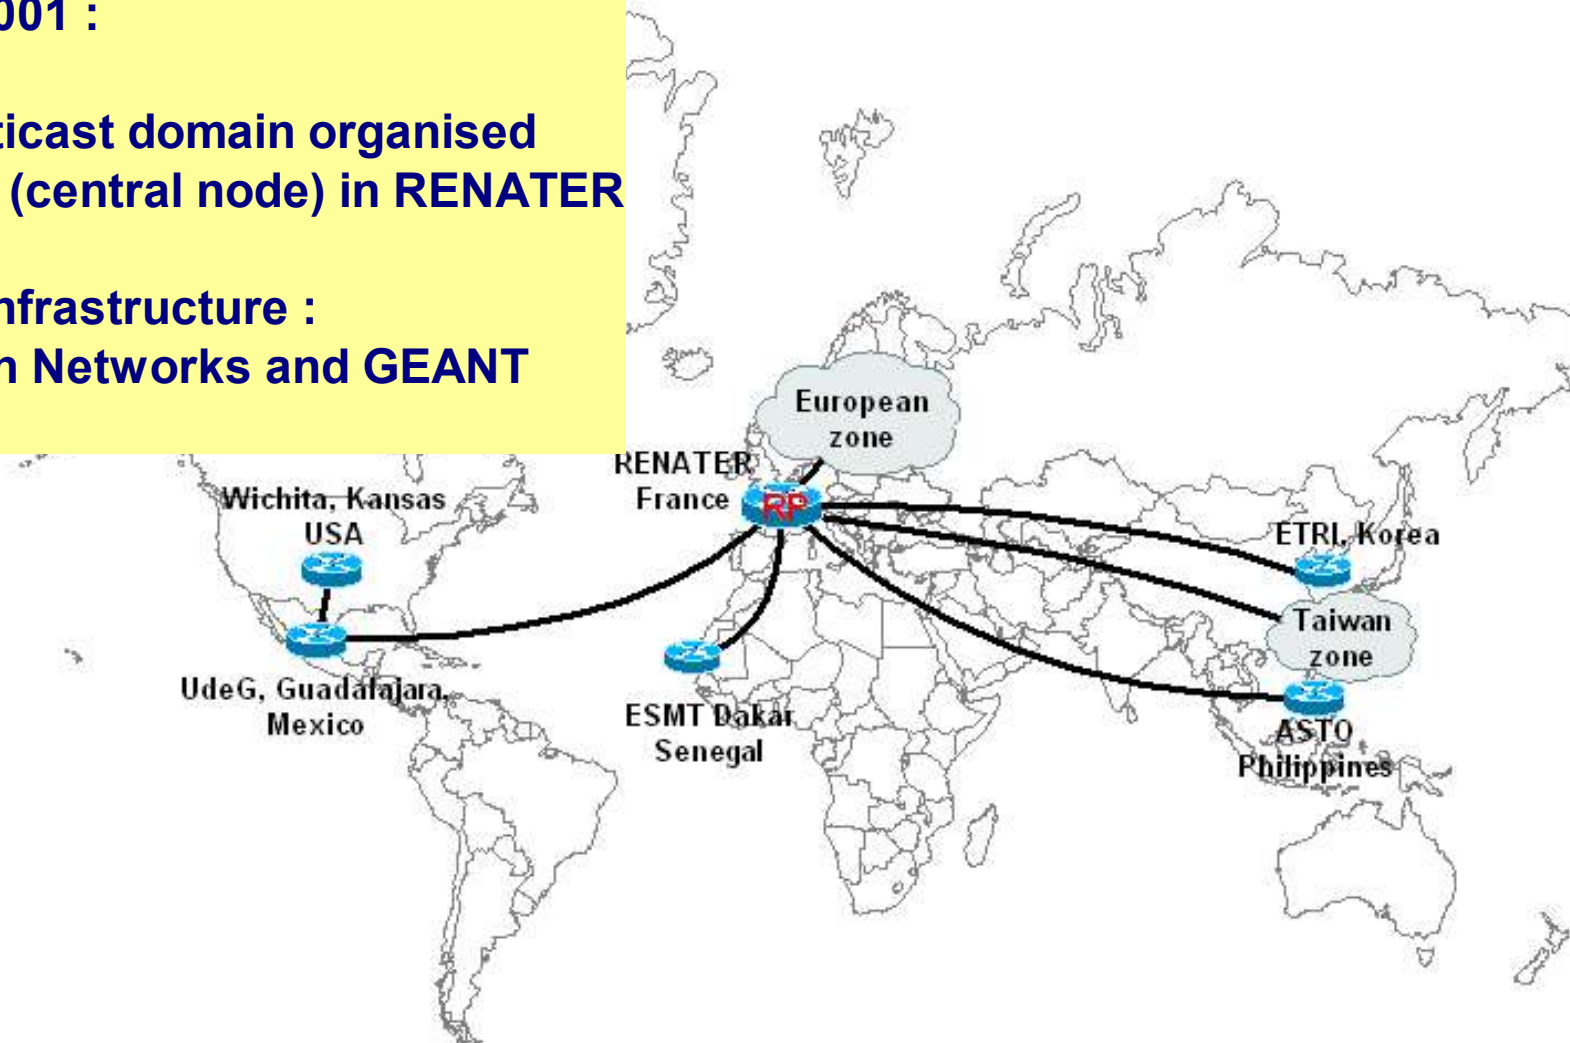 001 :
ticast domain organised
(central node) in RENATER
nfrastructure :
n Networks and GEANT
European
zone
RENATER
France
RP
Wichita, Kansas
USA
ETRI, Korea
Taiwan
zone
UdeG, Guadalajara,
Mexico
ESMT Dakar
Senegal
ASTO
Philippines